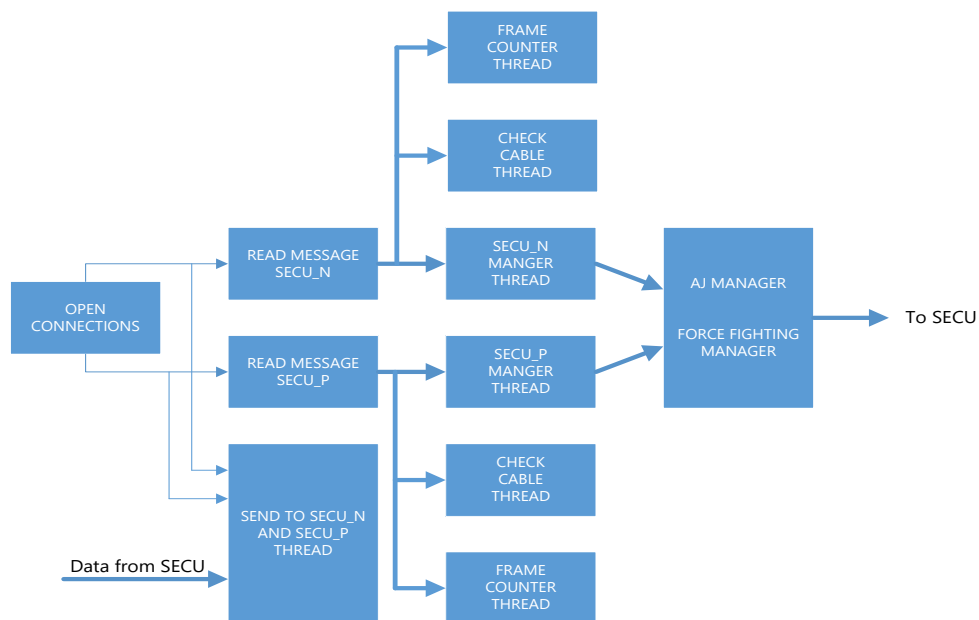 FRAME
COUNTER
THREAD
CHECK
CABLE
THREAD
READ MESSAGE
SECU_N
SECU_N
MANGER
THREAD
OPEN
CONNECTIONS
AJ MANAGER
FORCE FIGHTING
MANAGER
To SECU
READ MESSAGE
SECU_P
SECU_P
MANGER
THREAD
SEND TO SECU_N
AND SECU_P
THREAD
Data from SECU
CHECK
CABLE
THREAD
FRAME
COUNTER
THREAD